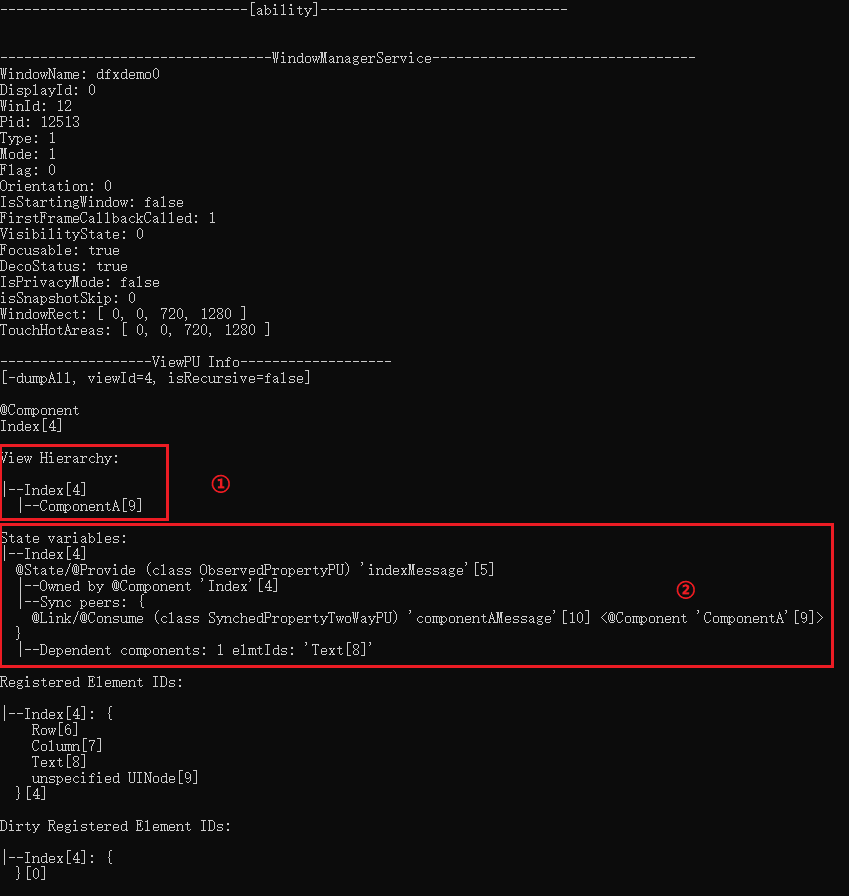 -------------------------------[ability]-------------------------------
----------------------------------WindowManagerService---------------------------------
WindowName: dfxdemo0
DisplayId: 0
WinId: 12
Pid: 12513
Type: 1
Mode: 1
Flag: 0
Orientation: 0
IsStartingWindow: false
FirstFrameCallbackCalled: 1
VisibilityState: 0
Focusable: true
DecoStatus: true
IsPrivacyMode: false
isSnapshotSkip: 0
WindowRect: [ 0, 0, 720, 1280 ]
TouchHotAreas: [ 0, 0, 720, 1280 ]
-------------------ViewPU Info-------------------
[-dumpAll, viewId=4, isRecursive=false]
@Component
Index[4]
View Hierarchy:
①
|--Index[4]
  |--ComponentA[9]
State variables:
|--Index[4]
  @State/@Provide (class ObservedPropertyPU) 'indexMessage'[5]
  |--Owned by @Component 'Index'[4]
②
  |--Sync peers: {
    @Link/@Consume (class SynchedPropertyTwoWayPU) 'componentAMessage'[10] <@Component 'ComponentA'[9]>
  }
  |--Dependent components: 1 elmtIds: 'Text[8]'
Registered Element IDs:
|--Index[4]: {
    Row[6]
    Column[7]
    Text[8]
    unspecified UINode[9]
  }[4]
Dirty Registered Element IDs:
|--Index[4]: {
  }[0]